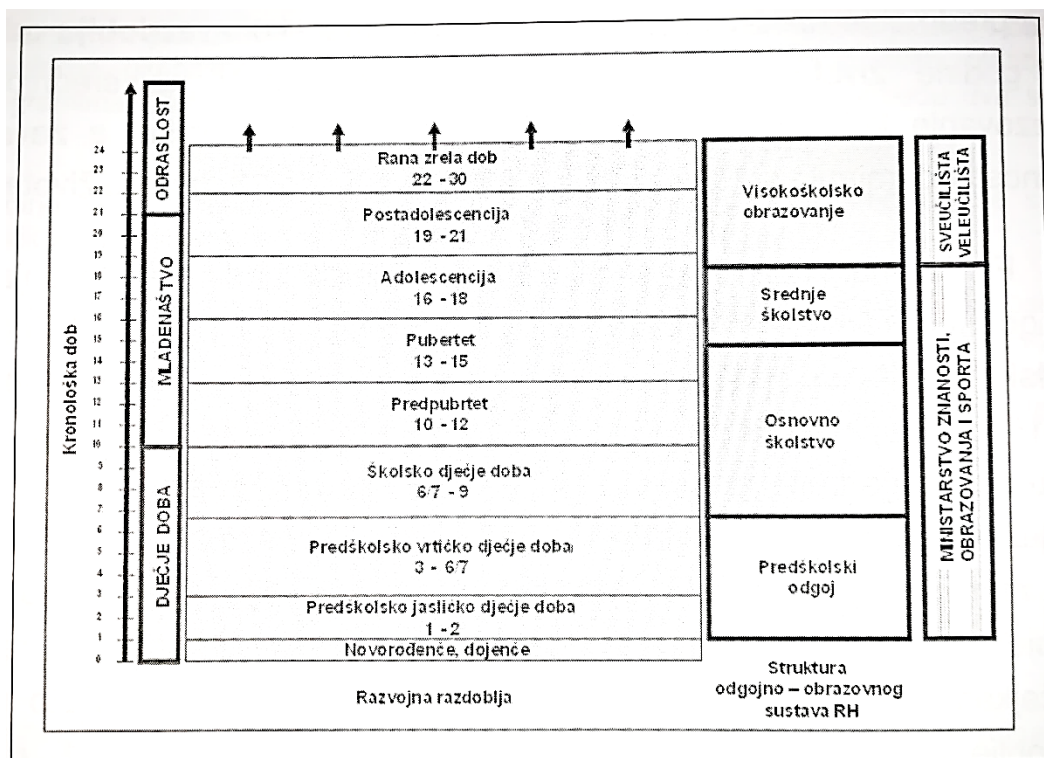 Kronološka dob
24
23
22
21
20
19
18
17
16
15
14
13
12
11
10
9
8
7
6
5
4
3
2
1
0
ODRASLOST
MLADENAŠTVO
DJEČJE DOBA
Rana zrela dob
22 - 30
Postadolescencija
19 - 21
Adolescencija
16 - 18
Pubertet
13 - 15
Predpubrtet
10 - 12
Školsko dječje doba
6/7 - 9
Predškolsko vrtićko dječje doba
3 - 6/7
Predskolsko jasličko dječje doba
1 - 2
Novorođenče, dojenče
Razvojna razdoblja
Visokoškolsko
obrazovanje
Srednje
školstvo
Osnovno
školstvo
Predškolski
odgoj
Struktura
odgojno – obrazovnog
sustava RH
SVEUČILIŠTA
VELEUČILIŠTA
MINISTARSTVO ZNANOSTI,
OBRAZOVANJA I SPORTA